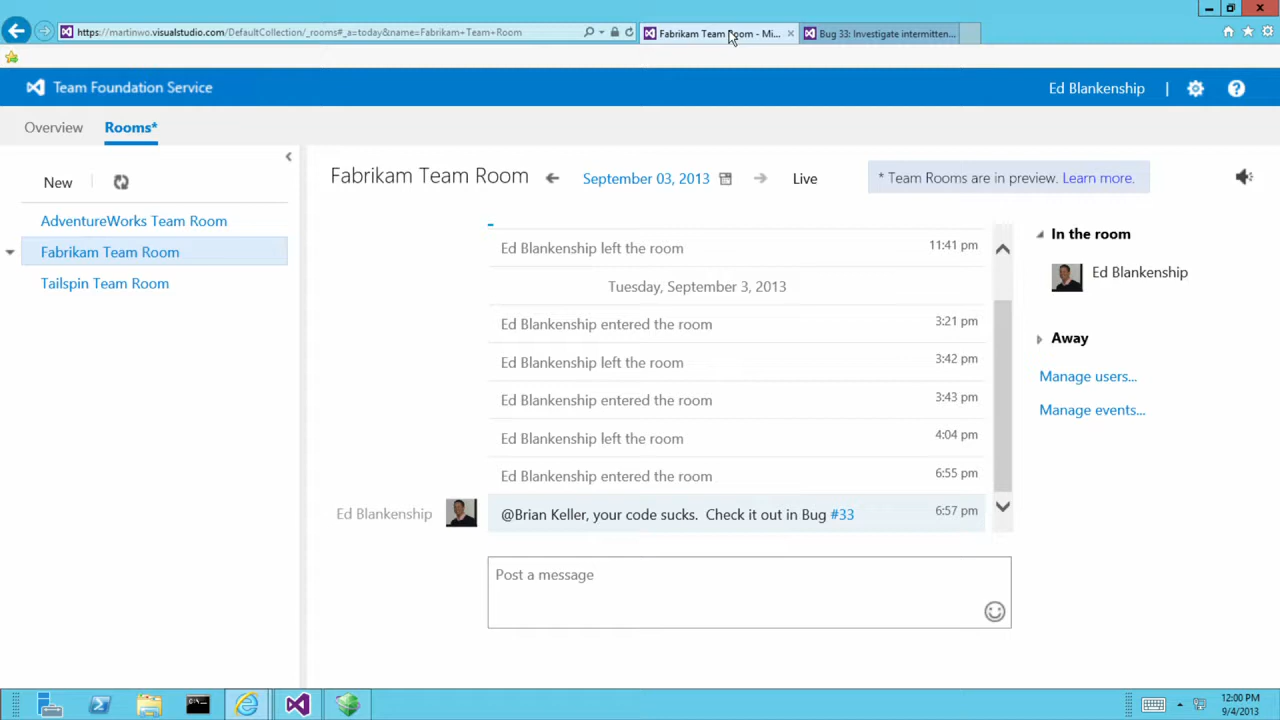 https://martinwo.visualstudio.com/DefaultCollection/_rooms#_a=today&name=Fabrikam+Team+Room
Fabrikam Team Room - Mi...
Bug 33: Investigate intermitten...
Team Foundation Service
Ed Blankenship
Overview
Rooms*
New
AdventureWorks Team Room
Fabrikam Team Room
Tailspin Team Room
Fabrikam Team Room
September 03, 2013
Live
* Team Rooms are in preview. Learn more.
Ed Blankenship left the room 11:41 pm
Tuesday, September 3, 2013
Ed Blankenship entered the room 3:21 pm
Ed Blankenship left the room 3:42 pm
Ed Blankenship entered the room 3:43 pm
Ed Blankenship left the room 4:04 pm
Ed Blankenship entered the room 6:55 pm
Ed Blankenship @Brian Keller, your code sucks. Check it out in Bug #33 6:57 pm
Post a message
In the room
Ed Blankenship
Away
Manage users...
Manage events...
12:00 PM
9/4/2013